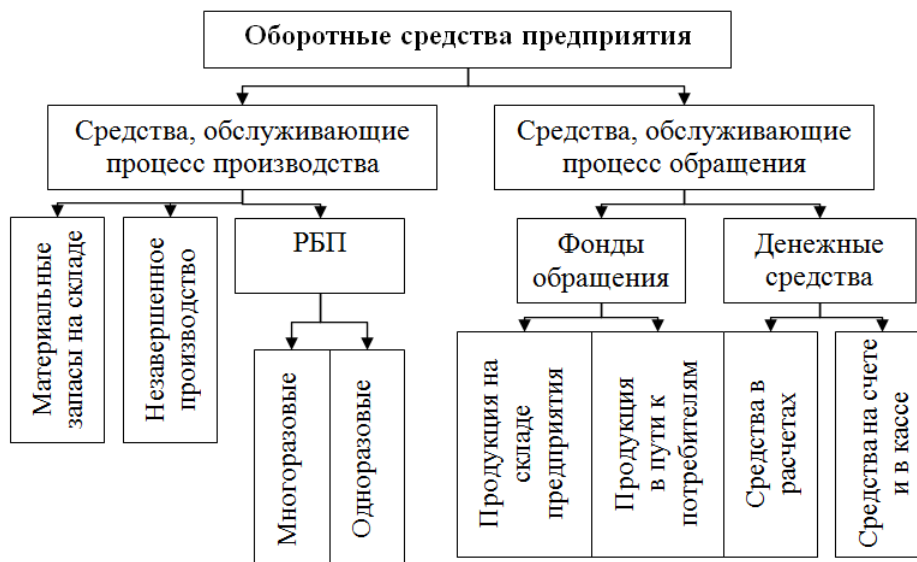 Оборотные средства предприятия
Средства, обслуживающие
процесс производства
Средства, обслуживающие
процесс обращения
Материальные
запасы на складе
Незавершенное
производство
РБП
Фонды
обращения
Денежные
средства
Многоразовые
Одноразовые
Продукция на
складе
предприятия
Продукция
в пути к
потребителям
Средства в
расчетах
Средства на счете
и в кассе